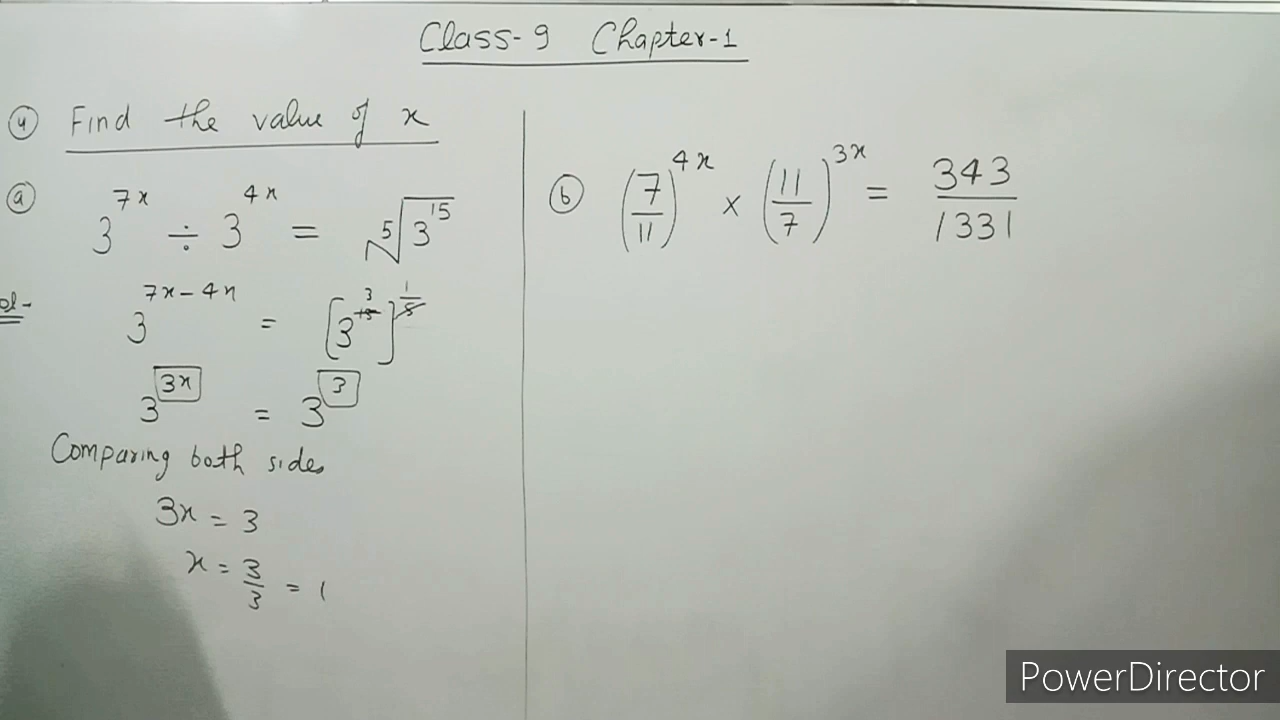 Class-9 Chapter-1
④ Find the value of x
ⓐ 3^7x ÷ 3^4x = ⁵√3^15
3^7x-4x = [3^15 3]^1/5
3^3x = 3^3
Comparing both sides
3x = 3
x = 3/3 = 1
ⓑ (7/11)^4x × (11/7)^3x = 343/1331
PowerDirector